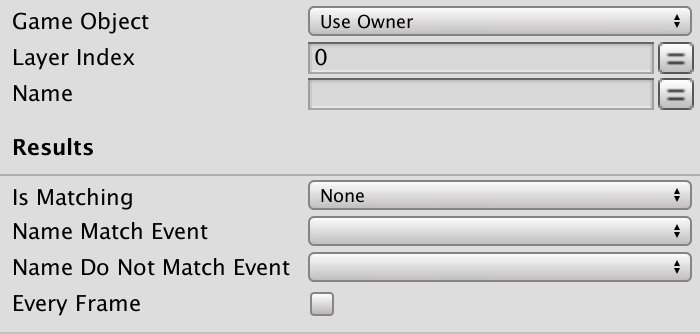 Game Object Use Owner
Layer Index 0
Name
Results
Is Matching None
Name Match Event
Name Do Not Match Event
Every Frame